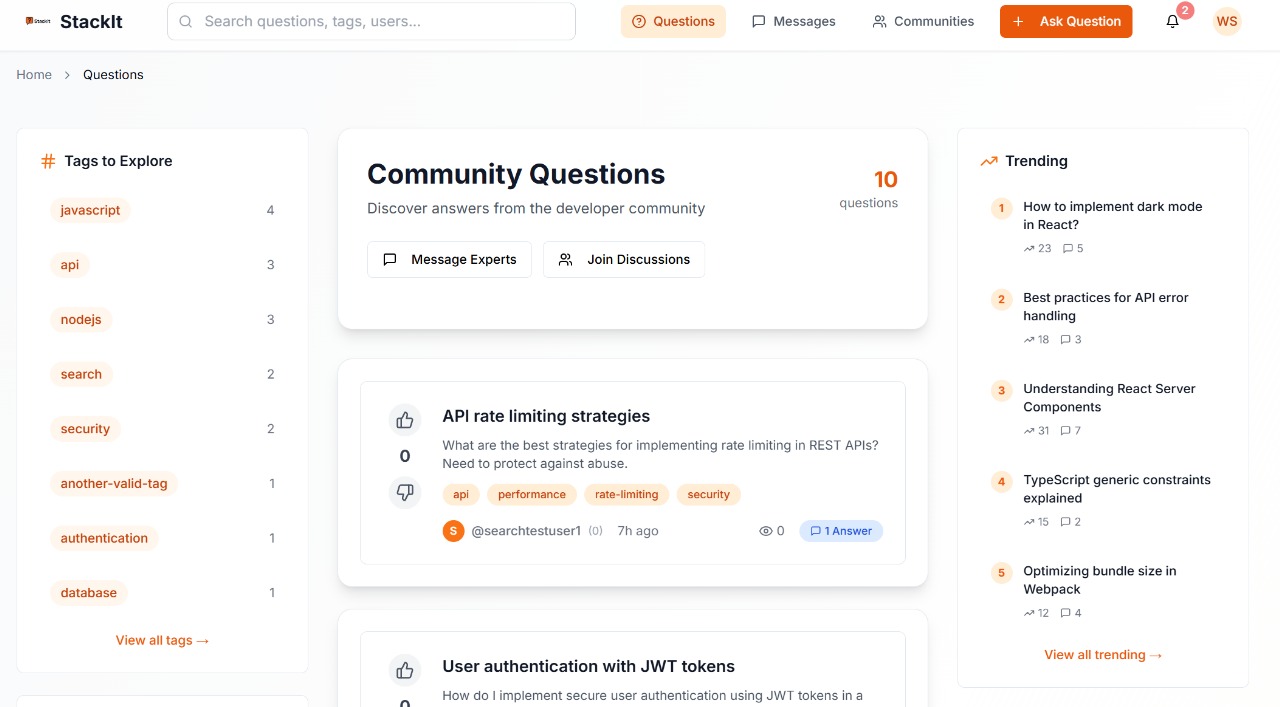 StackIt
StackIt
Search questions, tags, users...
Questions
Messages
Communities
+ Ask Question
2
WS
Home > Questions
# Tags to Explore
javascript 4
api 3
nodejs 3
search 2
security 2
another-valid-tag 1
authentication 1
database 1
View all tags →
Community Questions
Discover answers from the developer community
10
questions
Message Experts
Join Discussions
API rate limiting strategies
What are the best strategies for implementing rate limiting in REST APIs?
Need to protect against abuse.
0
api performance rate-limiting security
S @searchtestuser1 (0) 7h ago 0 1 Answer
User authentication with JWT tokens
How do I implement secure user authentication using JWT tokens in a
0
Trending
1 How to implement dark mode
in React?
23 5
2 Best practices for API error
handling
18 3
3 Understanding React Server
Components
31 7
4 TypeScript generic constraints
explained
15 2
5 Optimizing bundle size in
Webpack
12 4
View all trending →